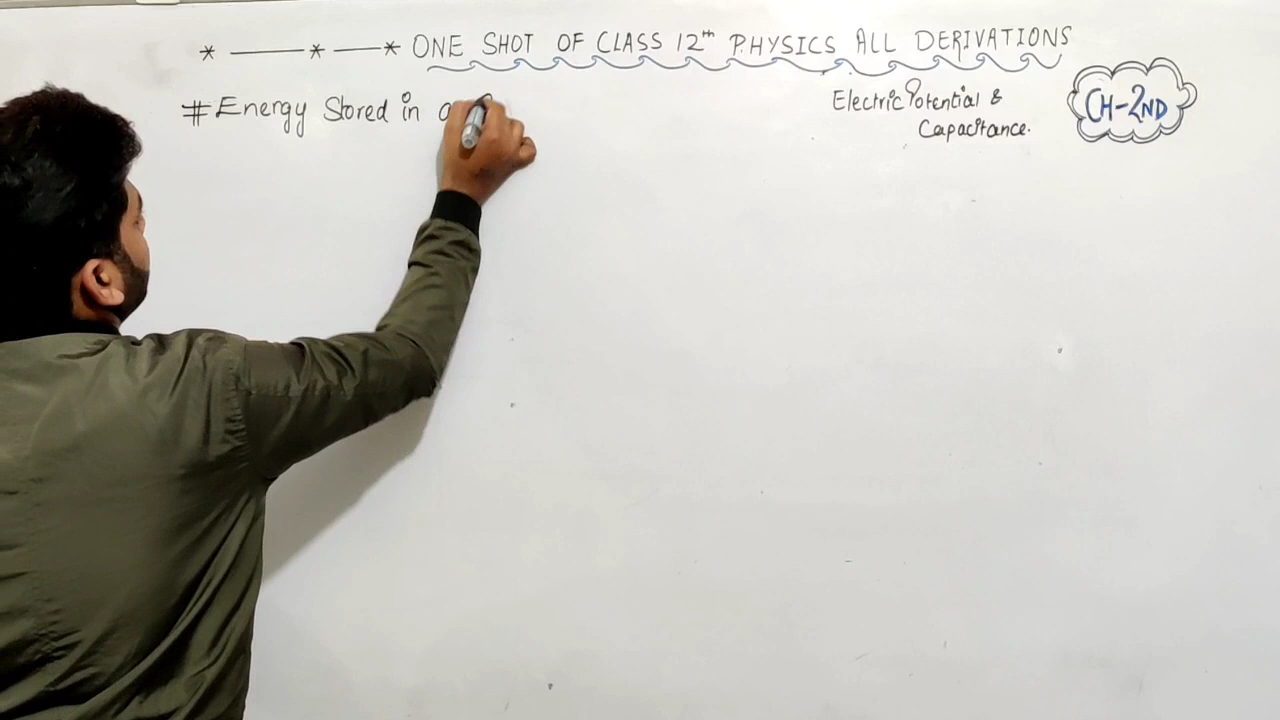 * ——— * —— * ONE SHOT OF CLASS 12th PHYSICS ALL DERIVATIONS
# Energy Stored in a
Electric Potential &
Capacitance.
CH-2ND